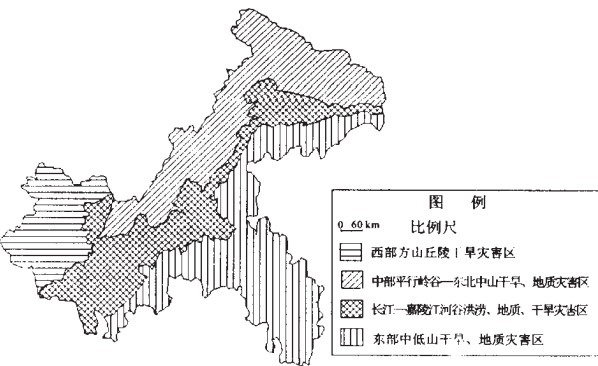 图 例
0 60km 比例尺
西部方山丘陵干旱灾害区
中部平行岭谷—东北中山干旱、地质灾害区
长江—嘉陵江河谷洪涝、地质、干旱灾害区
东部中低山干旱、地质灾害区